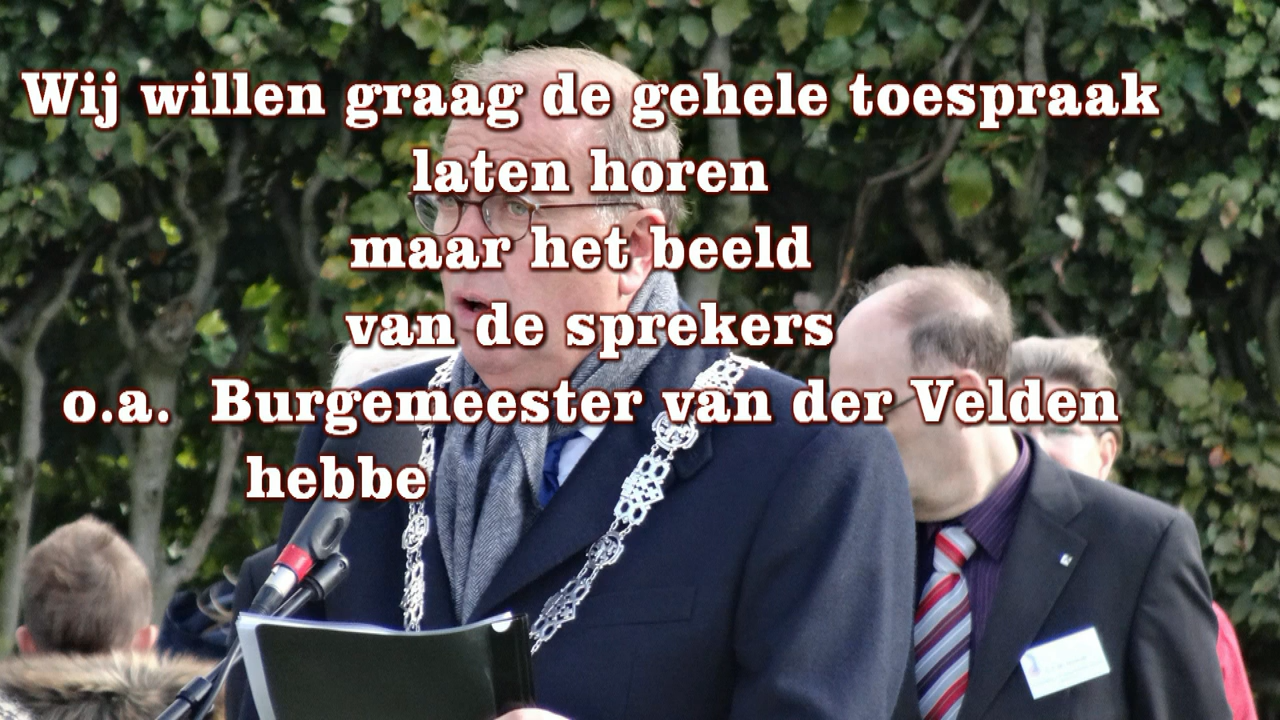 Wij willen graag de gehele toespraak
laten horen
maar het beeld
van de sprekers
o.a. Burgemeester van der Velden
hebbe